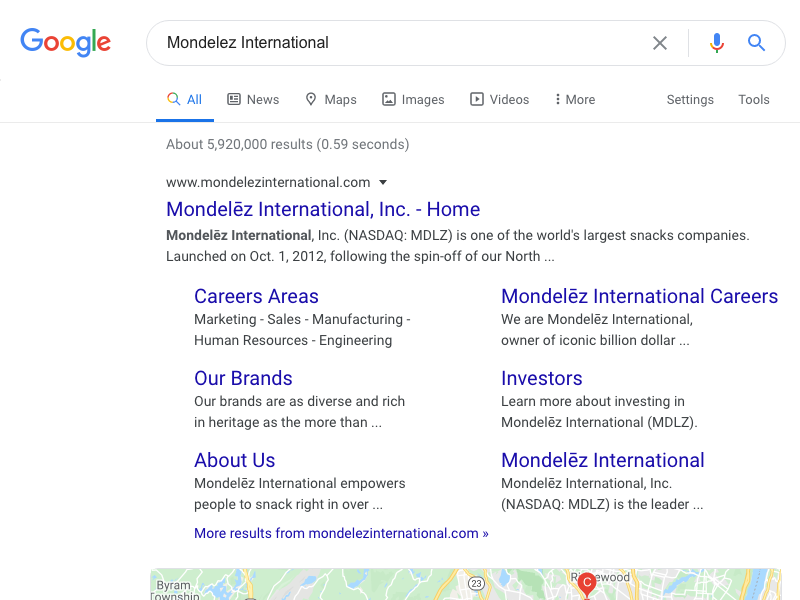 Google
Mondelez International
All News Maps Images Videos More Settings Tools
About 5,920,000 results (0.59 seconds)
www.mondelezinternational.com
Mondelēz International, Inc. - Home
Mondelēz International, Inc. (NASDAQ: MDLZ) is one of the world's largest snacks companies.
Launched on Oct. 1, 2012, following the spin-off of our North ...
Careers Areas
Marketing - Sales - Manufacturing -
Human Resources - Engineering
Mondelēz International Careers
We are Mondelēz International,
owner of iconic billion dollar ...
Our Brands
Our brands are as diverse and rich
in heritage as the more than ...
Investors
Learn more about investing in
Mondelēz International (MDLZ).
About Us
Mondelēz International empowers
people to snack right in over ...
Mondelēz International
Mondelēz International, Inc.
(NASDAQ: MDLZ) is the leader ...
More results from mondelezinternational.com »
Byram
Township
23
C